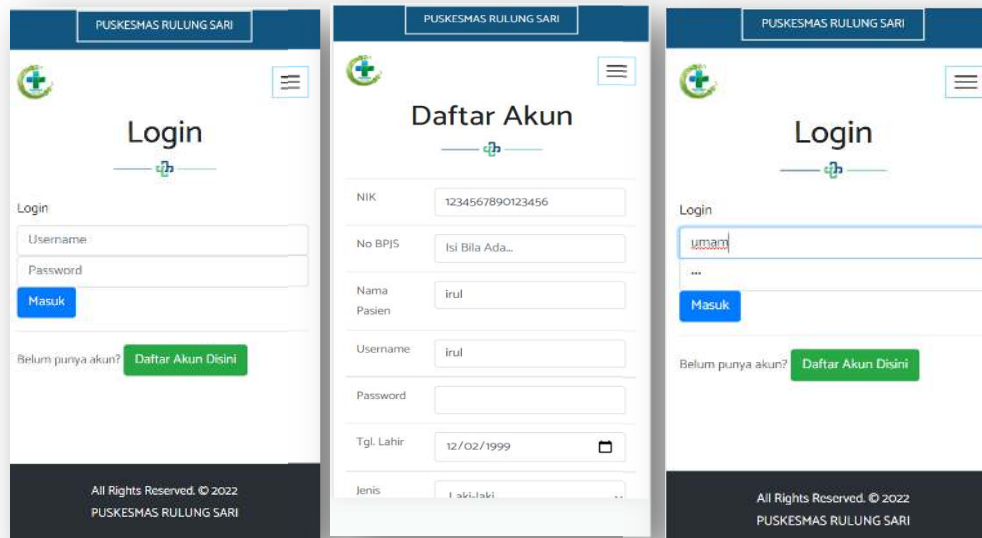 PUSKESMAS RULUNG SARI
Login
Login
Username
Password
Masuk
Belum punya akun? Daftar Akun Disini
All Rights Reserved. © 2022
PUSKESMAS RULUNG SARI
PUSKESMAS RULUNG SARI
Daftar Akun
NIK 1234567890123456
No BPJS Isi Bila Ada...
Nama
Pasien irul
Username irul
Password
Tgl. Lahir 12/02/1999
Jenis Laki-laki
PUSKESMAS RULUNG SARI
Login
Login
umam
Masuk
Belum punya akun? Daftar Akun Disini
All Rights Reserved. © 2022
PUSKESMAS RULUNG SARI